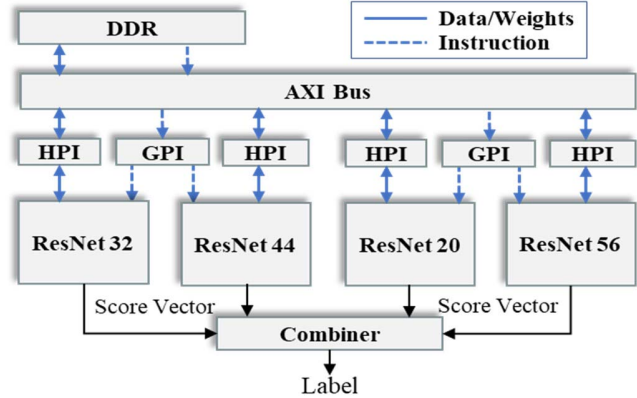 DDR
Data/Weights
Instruction
AXI Bus
HPI
GPI
HPI
HPI
GPI
HPI
ResNet 32
ResNet 44
ResNet 20
ResNet 56
Score Vector
Score Vector
Combiner
Label